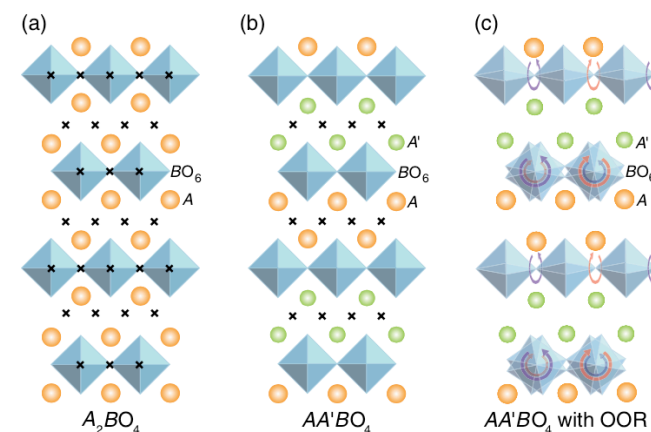 (a) (b) (c)
A' A'
BO₆ BO₆ BO₆
A A A
A₂BO₄ AA'BO₄ AA'BO₄ with OOR